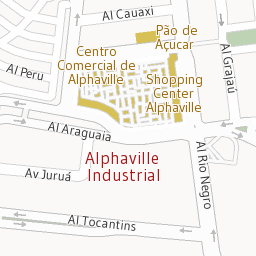 Al Cauaxi
Pão de
Açucar
Centro
Comercial de
Alphaville
Al Peru
Shopping
Center
Alphaville
Al Grajaú
Al Araguaia
Alphaville
Industrial
Al Rio Negro
Av Juruá
Al Tocantins